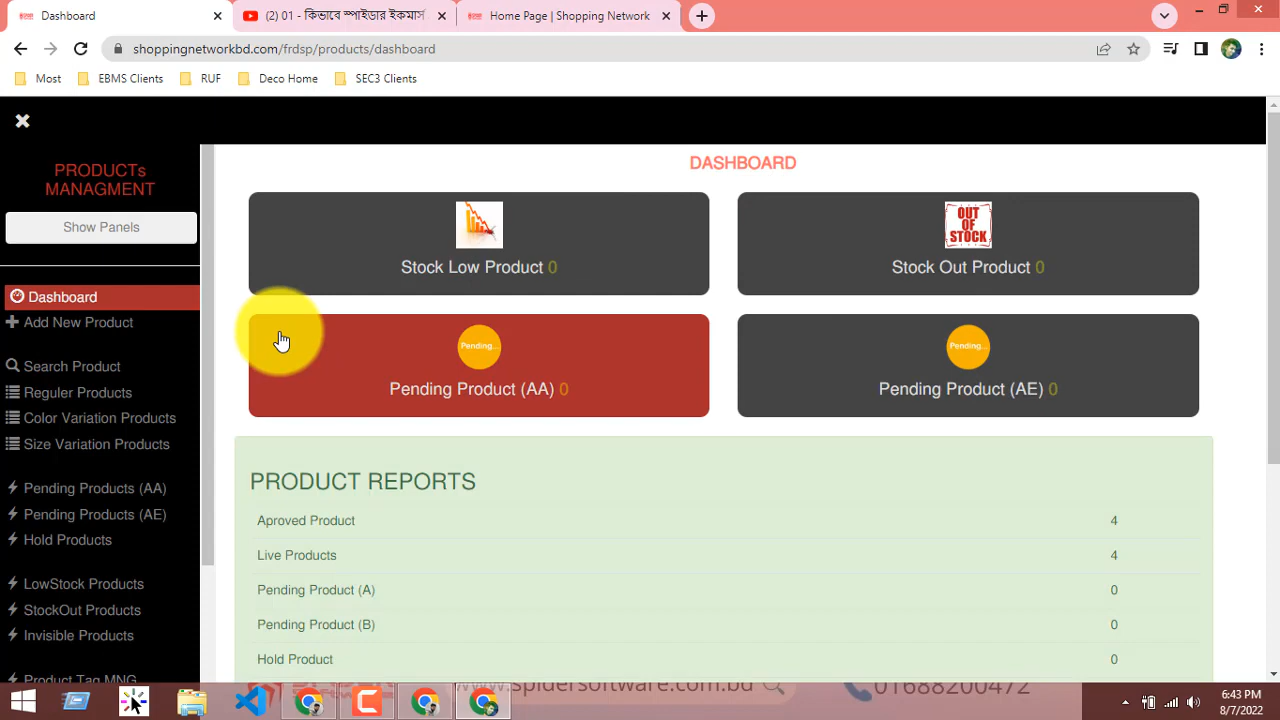 Dashboard
(2) 01 - কিভাবে স্পাইডার ইকমার্স
Home Page | Shopping Network
shoppingnetworkbd.com/frdsp/products/dashboard
Most
EBMS Clients
RUF
Deco Home
SEC3 Clients
PRODUCTs
MANAGMENT
Show Panels
Dashboard
Add New Product
Search Product
Reguler Products
Color Variation Products
Size Variation Products
Pending Products (AA)
Pending Products (AE)
Hold Products
LowStock Products
StockOut Products
Invisible Products
Product Tag MNG
DASHBOARD
Stock Low Product 0
OUT
OF
STOCK
Stock Out Product 0
Pending...
Pending Product (AA) 0
Pending...
Pending Product (AE) 0
PRODUCT REPORTS
Aproved Product 4
Live Products 4
Pending Product (A) 0
Pending Product (B) 0
Hold Product 0
www.spidersoftware.com.bd
01688200472
6:43 PM
8/7/2022